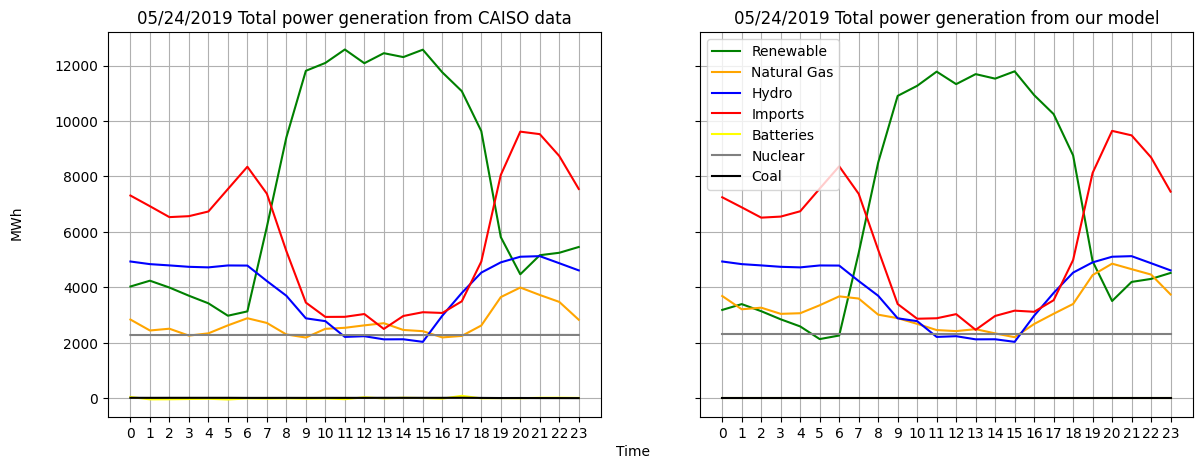 05/24/2019 Total power generation from CAISO data
MWh
12000
10000
8000
6000
4000
2000
0
0 1 2 3 4 5 6 7 8 9 10 11 12 13 14 15 16 17 18 19 20 21 22 23
05/24/2019 Total power generation from our model
Renewable
Natural Gas
Hydro
Imports
Batteries
Nuclear
Coal
0 1 2 3 4 5 6 7 8 9 10 11 12 13 14 15 16 17 18 19 20 21 22 23
Time